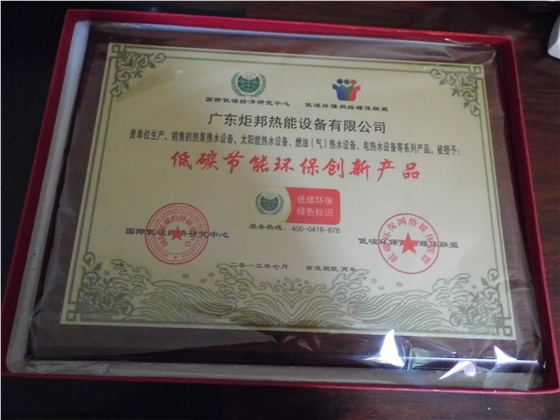 国际低碳经济研究中心 低碳环保网络媒体联盟
广东炬邦热能设备有限公司
贵单位生产、销售的热泵热水设备、太阳能热水设备、燃油（气）热水设备、电热水设备等系列产品，被授予：
低碳节能环保创新产品
低碳环保
绿色标识
服务热线：400-0418-678
国际低碳经济研究中心 低碳环保网络媒体联盟
二〇一三年七月